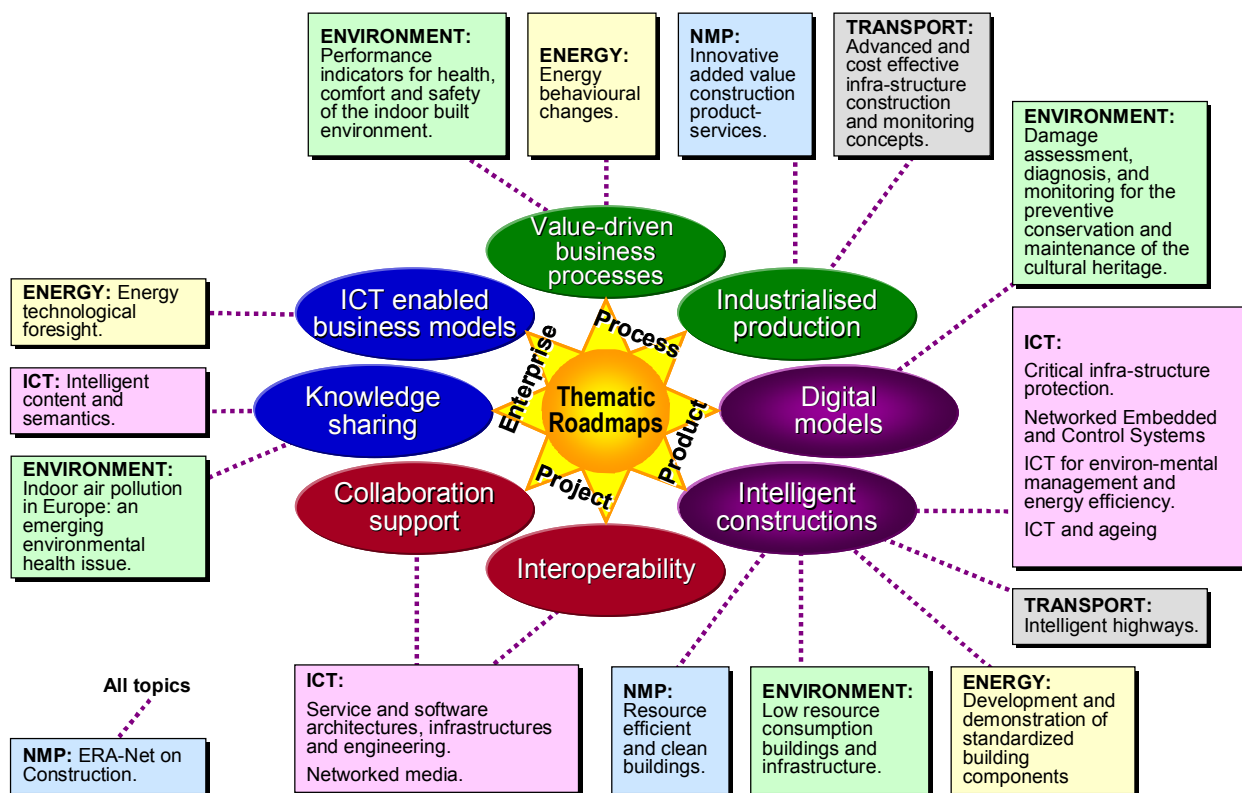 ENVIRONMENT:
Performance
indicators for health,
comfort and safety
of the indoor built
environment.
ENERGY:
Energy
behavioural
changes.
NMP:
Innovative
added value
construction
product-
services.
TRANSPORT:
Advanced and
cost effective
infra-structure
construction
and monitoring
concepts.
ENVIRONMENT:
Damage
assessment,
diagnosis, and
monitoring for the
preventive
conservation and
maintenance of the
cultural heritage.
Value-driven
business
processes
ICT enabled
business models
Industrialised
production
ENERGY: Energy
technological
foresight.
Process
Enterprise
Thematic
Roadmaps
Product
Project
ICT: Intelligent
content and
semantics.
Knowledge
sharing
Digital
models
ICT:
Critical infra-structure
protection.
Networked Embedded
and Control Systems
ICT for environ-mental
management and
energy efficiency.
ICT and ageing
ENVIRONMENT:
Indoor air pollution
in Europe: an
emerging
environmental
health issue.
Collaboration
support
Intelligent
constructions
Interoperability
TRANSPORT:
Intelligent highways.
All topics
NMP: ERA-Net on
Construction.
ICT:
Service and software
architectures, infrastructures
and engineering.
Networked media.
NMP:
Resource
efficient
and clean
buildings.
ENVIRONMENT:
Low resource
consumption
buildings and
infrastructure.
ENERGY:
Development and
demonstration of
standardized
building
components